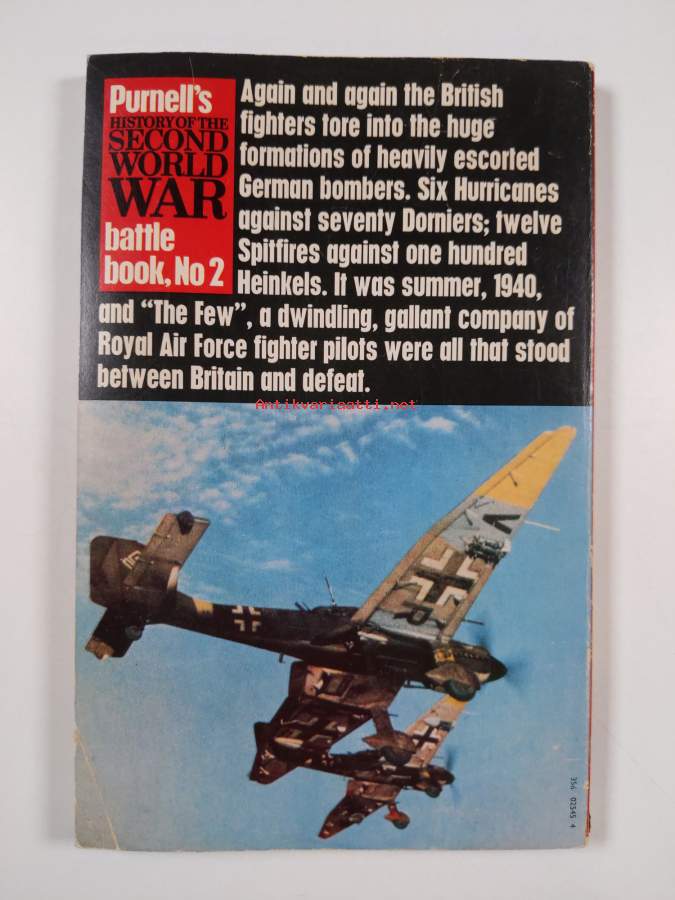 Purnell's
HISTORY OF THE
SECOND
WORLD
WAR
battle
book, No 2
Again and again the British
fighters tore into the huge
formations of heavily escorted
German bombers. Six Hurricanes
against seventy Dorniers; twelve
Spitfires against one hundred
Heinkels. It was summer, 1940,
and “The Few”, a dwindling, gallant company of
Royal Air Force fighter pilots were all that stood
between Britain and defeat.
Antikvariaatti.net
V
R
356 02545 4